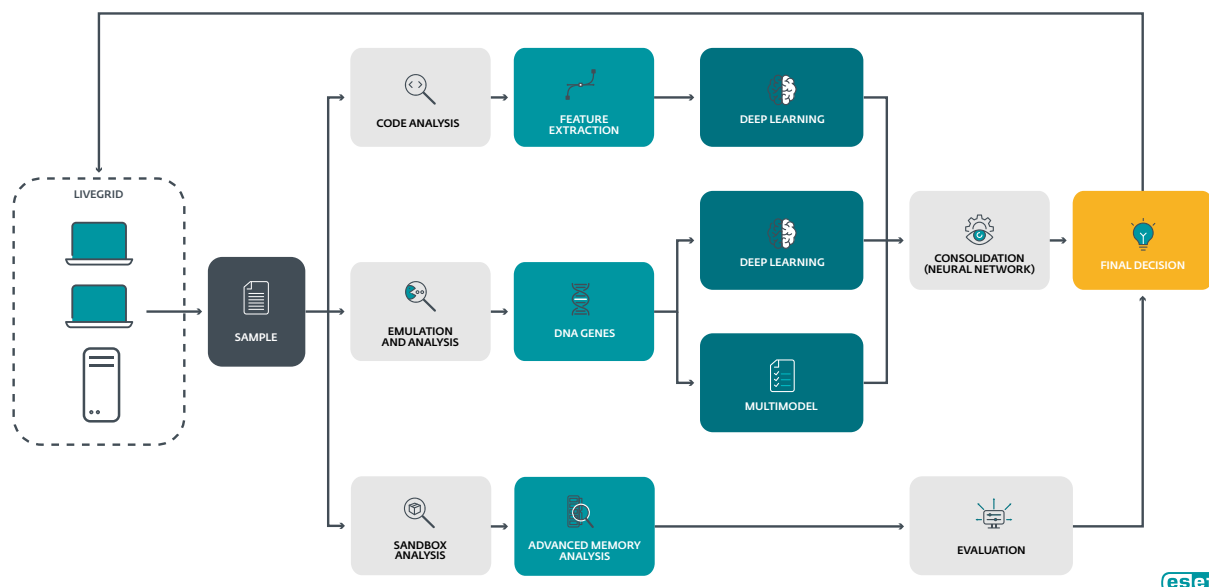 LIVEGRID
SAMPLE
CODE ANALYSIS
FEATURE
EXTRACTION
DEEP LEARNING
EMULATION
AND ANALYSIS
DNA GENES
DEEP LEARNING
MULTIMODEL
CONSOLIDATION
(NEURAL NETWORK)
FINAL DECISION
SANDBOX
ANALYSIS
ADVANCED MEMORY
ANALYSIS
EVALUATION